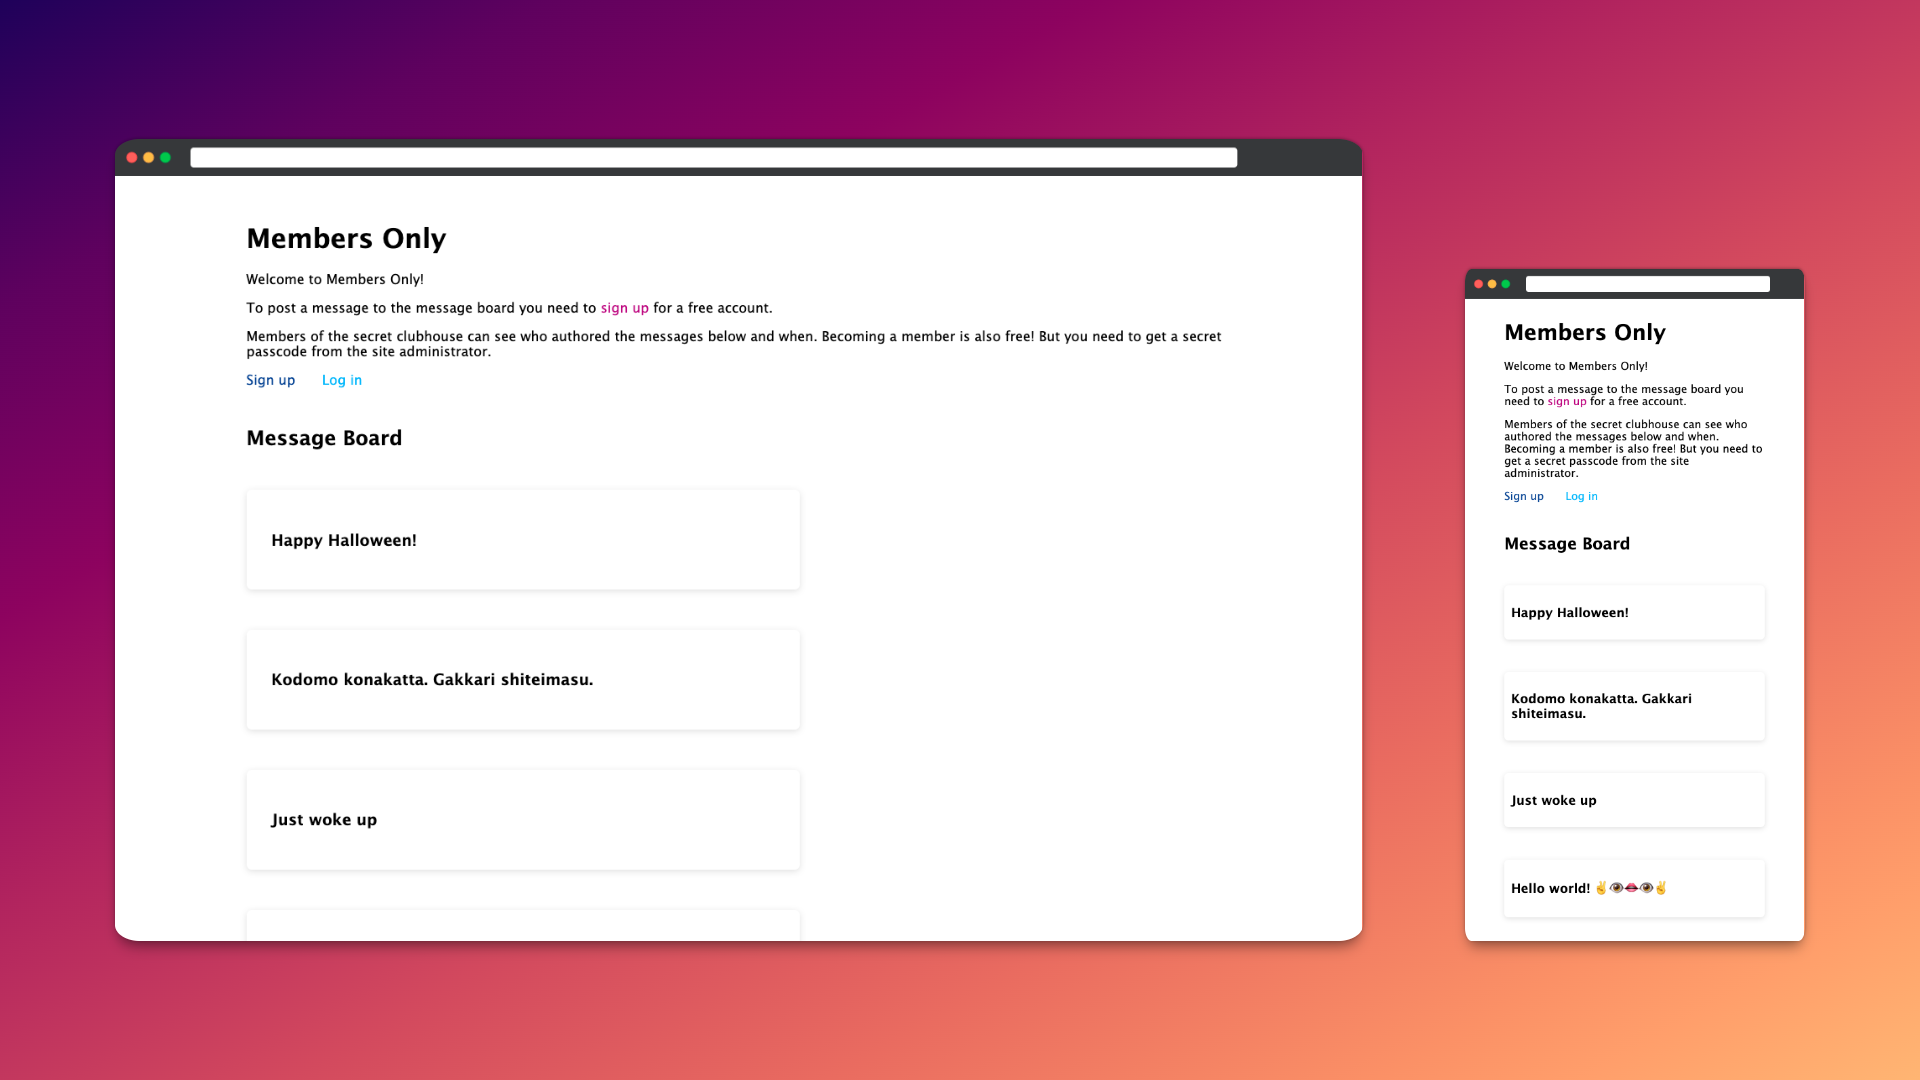 Members Only
Welcome to Members Only!
To post a message to the message board you need to sign up for a free account.
Members of the secret clubhouse can see who authored the messages below and when. Becoming a member is also free! But you need to get a secret
passcode from the site administrator.
Sign up Log in
Message Board
Happy Halloween!
Kodomo konakatta. Gakkari shiteimasu.
Just woke up
Members Only
Welcome to Members Only!
To post a message to the message board you
need to sign up for a free account.
Members of the secret clubhouse can see who
authored the messages below and when.
Becoming a member is also free! But you need to
get a secret passcode from the site
administrator.
Sign up Log in
Message Board
Happy Halloween!
Kodomo konakatta. Gakkari
shiteimasu.
Just woke up
Hello world! ✌️👁️👄👁️✌️